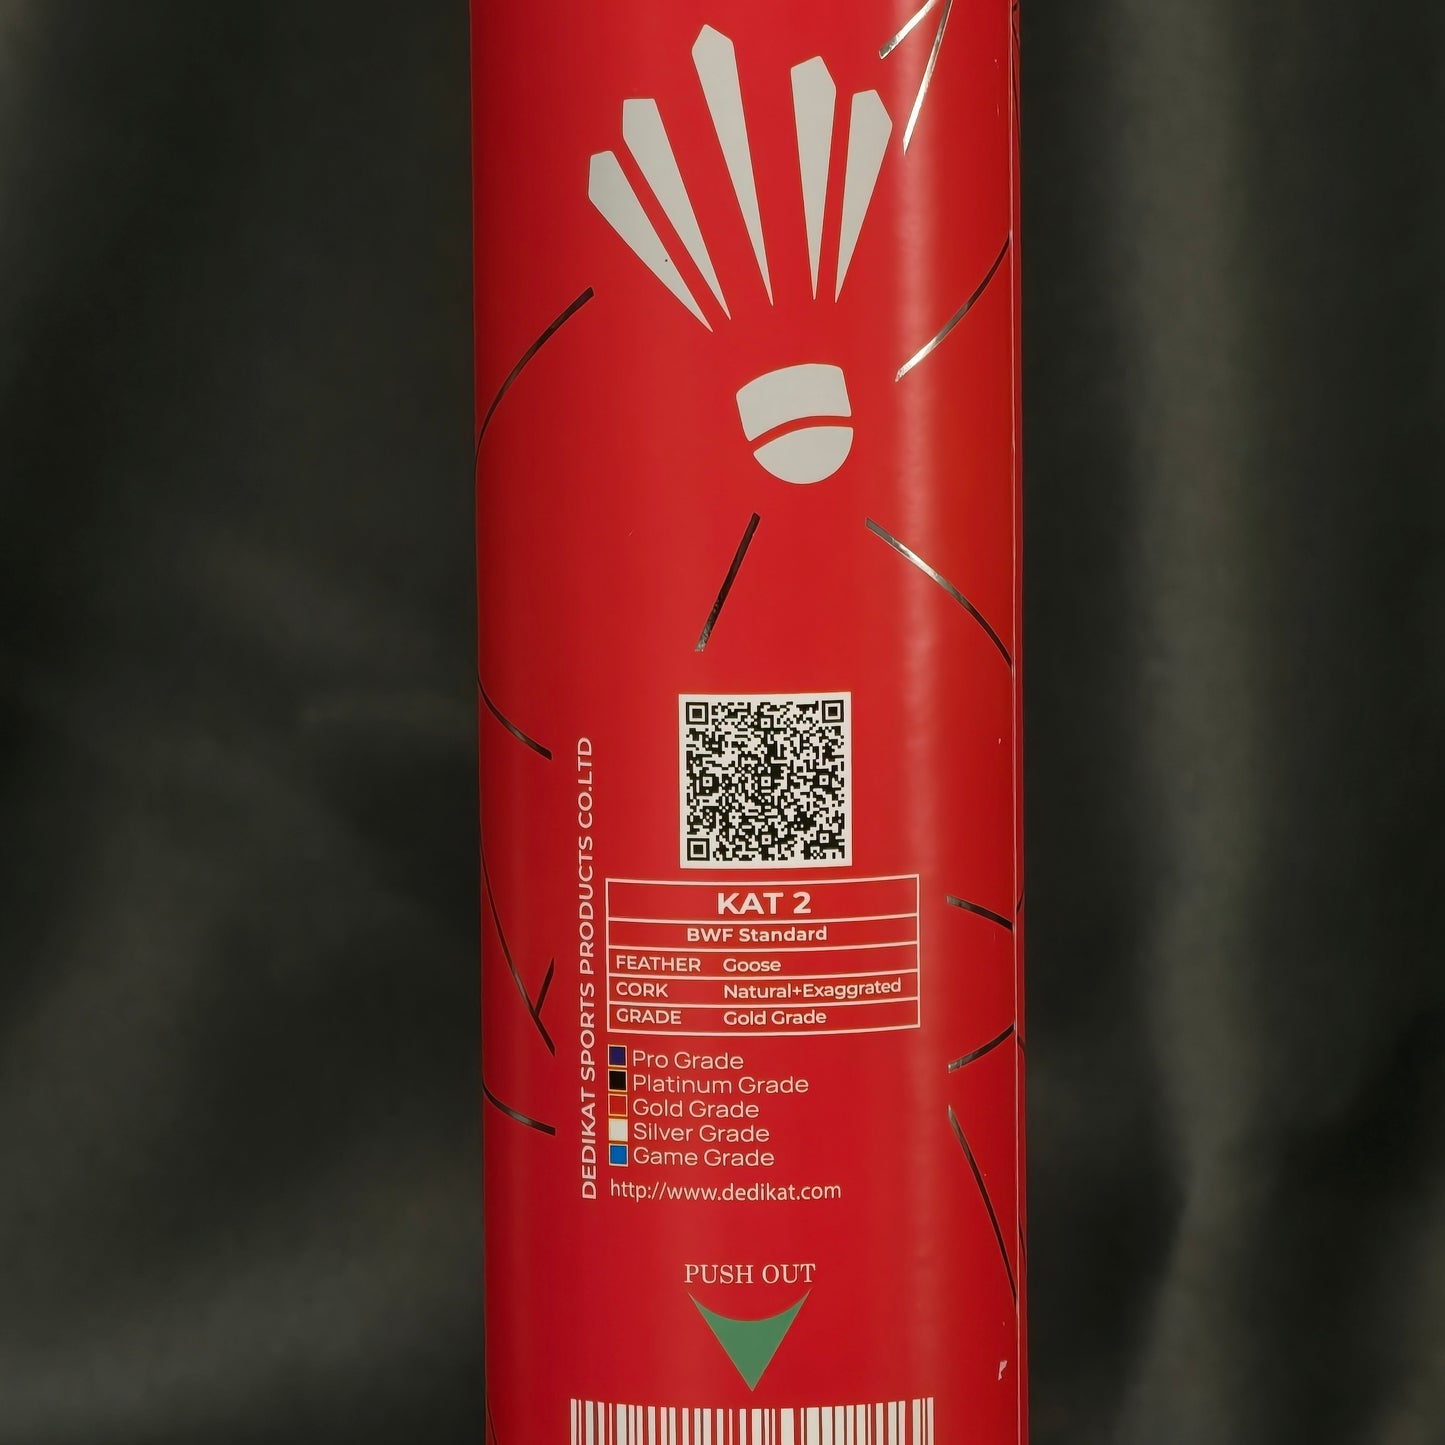 DEDIKAT SPORTS PRODUCTS CO.LTD
KAT 2
BWF Standard
FEATHER Goose
CORK Natural+Exaggrated
GRADE Gold Grade
Pro Grade
Platinum Grade
Gold Grade
Silver Grade
Game Grade
http://www.dedikat.com
PUSH OUT